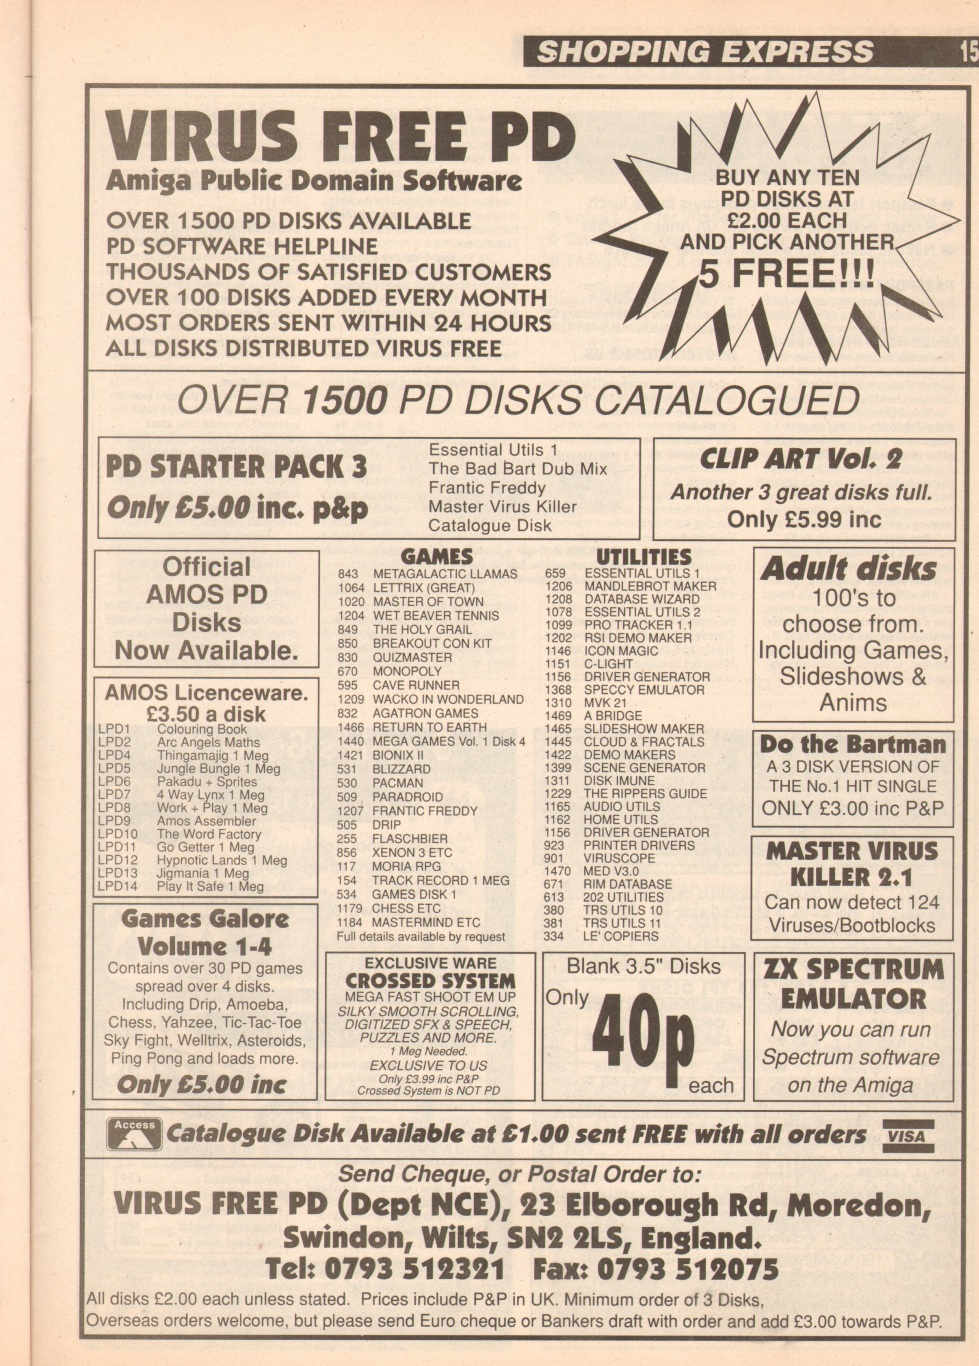 SHOPPING EXPRESS 15
VIRUS FREE PD
Amiga Public Domain Software
OVER 1500 PD DISKS AVAILABLE
PD SOFTWARE HELPLINE
THOUSANDS OF SATISFIED CUSTOMERS
OVER 100 DISKS ADDED EVERY MONTH
MOST ORDERS SENT WITHIN 24 HOURS
ALL DISKS DISTRIBUTED VIRUS FREE
BUY ANY TEN
PD DISKS AT
£2.00 EACH
AND PICK ANOTHER
5 FREE!!!
OVER 1500 PD DISKS CATALOGUED
PD STARTER PACK 3
Only £5.00 inc. p&p
Essential Utils 1
The Bad Bart Dub Mix
Frantic Freddy
Master Virus Killer
Catalogue Disk
CLIP ART Vol. 2
Another 3 great disks full.
Only £5.99 inc
Official
AMOS PD
Disks
Now Available.
AMOS Licenceware.
£3.50 a disk
LPD1 Colouring Book
LPD2 Arc Angels Maths
LPD4 Thingamajig 1 Meg
LPD5 Jungle Bungle 1 Meg
LPD6 Pakadu + Sprites
LPD7 4 Way Lynx 1 Meg
LPD8 Work + Play 1 Meg
LPD9 Amos Assembler
LPD10 The Word Factory
LPD11 Go Getter 1 Meg
LPD12 Hypnotic Lands 1 Meg
LPD13 Jigmania 1 Meg
LPD14 Play It Safe 1 Meg
Games Galore
Volume 1-4
Contains over 30 PD games
spread over 4 disks.
Including Drip, Amoeba,
Chess, Yahzee, Tic-Tac-Toe
Sky Fight, Welltrix, Asteroids,
Ping Pong and loads more.
Only £5.00 inc
GAMES
843 METAGALACTIC LLAMAS
1064 LETTRIX (GREAT)
1020 MASTER OF TOWN
1204 WET BEAVER TENNIS
849 THE HOLY GRAIL
850 BREAKOUT CON KIT
830 QUIZMASTER
670 MONOPOLY
595 CAVE RUNNER
1209 WACKO IN WONDERLAND
832 AGATRON GAMES
1466 RETURN TO EARTH
1440 MEGA GAMES Vol. 1 Disk 4
1421 BIONIX II
531 BLIZZARD
530 PACMAN
509 PARADROID
1207 FRANTIC FREDDY
505 DRIP
255 FLASCHBIER
856 XENON 3 ETC
117 MORIA RPG
154 TRACK RECORD 1 MEG
534 GAMES DISK 1
1179 CHESS ETC
1184 MASTERMIND ETC
Full details available by request
UTILITIES
659 ESSENTIAL UTILS 1
1206 MANDLEBROT MAKER
1208 DATABASE WIZARD
1078 ESSENTIAL UTILS 2
1099 PRO TRACKER 1.1
1202 RSI DEMO MAKER
1146 ICON MAGIC
1151 C-LIGHT
1156 DRIVER GENERATOR
1368 SPECCY EMULATOR
1310 MVK 21
1469 A BRIDGE
1465 SLIDESHOW MAKER
1445 CLOUD & FRACTALS
1422 DEMO MAKERS
1399 SCENE GENERATOR
1311 DISK IMUNE
1229 THE RIPPERS GUIDE
1165 AUDIO UTILS
1162 HOME UTILS
1156 DRIVER GENERATOR
923 PRINTER DRIVERS
901 VIRUSCOPE
1470 MED V3.0
671 RIM DATABASE
613 202 UTILITIES
380 TRS UTILS 10
381 TRS UTILS 11
334 LE' COPIERS
Adult disks
100's to
choose from.
Including Games,
Slideshows &
Anims
Do the Bartman
A 3 DISK VERSION OF
THE No.1 HIT SINGLE
ONLY £3.00 inc P&P
MASTER VIRUS
KILLER 2.1
Can now detect 124
Viruses/Bootblocks
EXCLUSIVE WARE
CROSSED SYSTEM
MEGA FAST SHOOT EM UP
SILKY SMOOTH SCROLLING,
DIGITIZED SFX & SPEECH,
PUZZLES AND MORE.
1 Meg Needed.
EXCLUSIVE TO US
Only £3.99 inc P&P
Crossed System is NOT PD
Blank 3.5" Disks
Only
40p
each
ZX SPECTRUM
EMULATOR
Now you can run
Spectrum software
on the Amiga
Access Catalogue Disk Available at £1.00 sent FREE with all orders VISA
Send Cheque, or Postal Order to:
VIRUS FREE PD (Dept NCE), 23 Elborough Rd, Moredon,
Swindon, Wilts, SN2 2LS, England.
Tel: 0793 512321 Fax: 0793 512075
All disks £2.00 each unless stated. Prices include P&P in UK. Minimum order of 3 Disks,
Overseas orders welcome, but please send Euro cheque or Bankers draft with order and add £3.00 towards P&P.